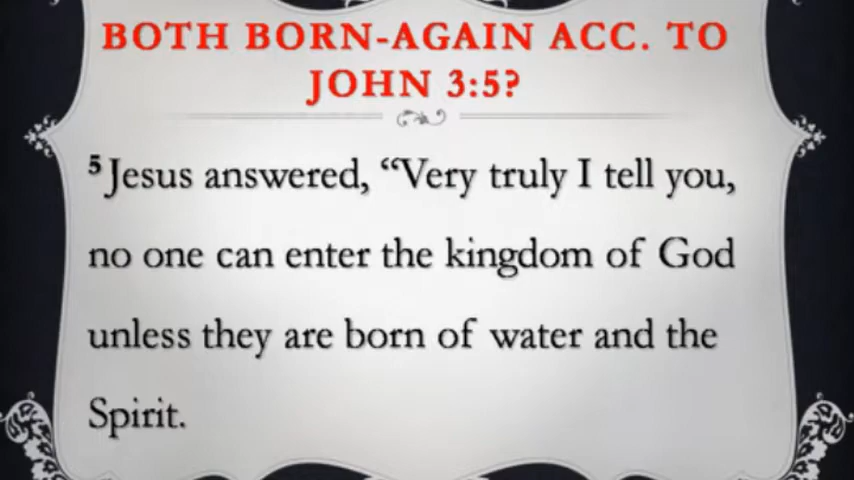 BOTH BORN-AGAIN ACC. TO
JOHN 3:5?
5 Jesus answered, “Very truly I tell you,
no one can enter the kingdom of God
unless they are born of water and the
Spirit.